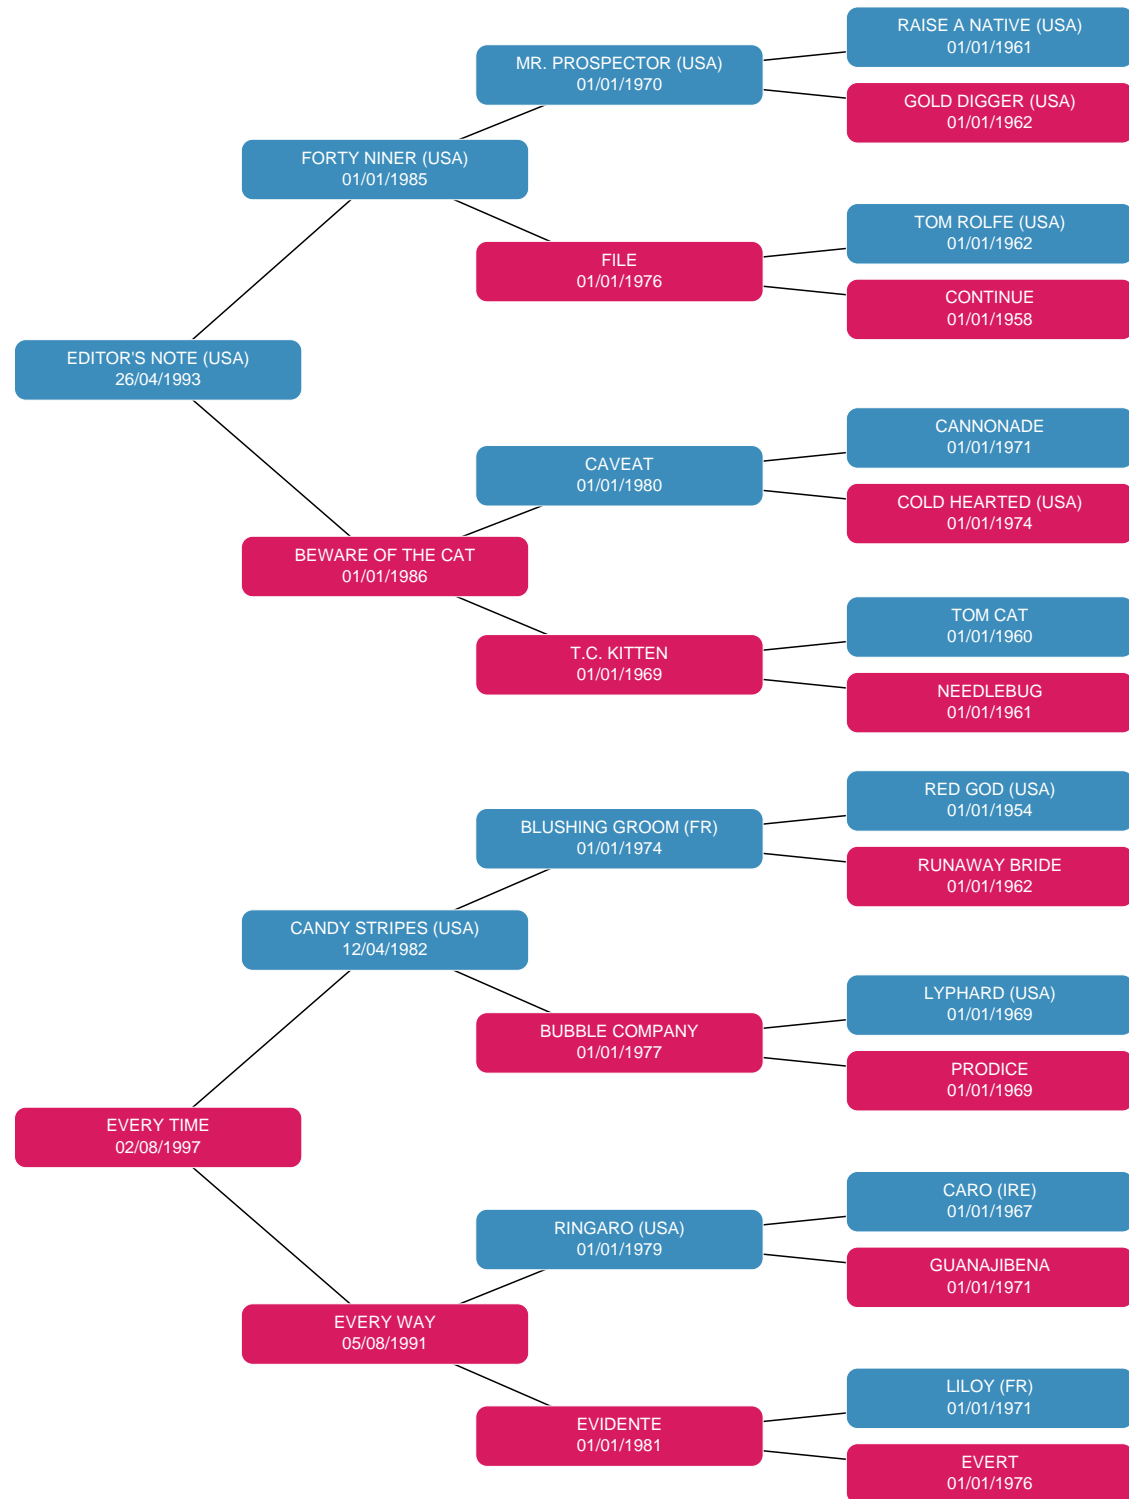 RAISE A NATIVE (USA)
01/01/1961
MR. PROSPECTOR (USA)
01/01/1970
GOLD DIGGER (USA)
01/01/1962
FORTY NINER (USA)
01/01/1985
TOM ROLFE (USA)
01/01/1962
FILE
01/01/1976
CONTINUE
01/01/1958
EDITOR'S NOTE (USA)
26/04/1993
CANNONADE
01/01/1971
CAVEAT
01/01/1980
COLD HEARTED (USA)
01/01/1974
BEWARE OF THE CAT
01/01/1986
TOM CAT
01/01/1960
T.C. KITTEN
01/01/1969
NEEDLEBUG
01/01/1961
RED GOD (USA)
01/01/1954
BLUSHING GROOM (FR)
01/01/1974
RUNAWAY BRIDE
01/01/1962
CANDY STRIPES (USA)
12/04/1982
LYPHARD (USA)
01/01/1969
BUBBLE COMPANY
01/01/1977
PRODICE
01/01/1969
EVERY TIME
02/08/1997
CARO (IRE)
01/01/1967
RINGARO (USA)
01/01/1979
GUANAJIBENA
01/01/1971
EVERY WAY
05/08/1991
LILOY (FR)
01/01/1971
EVIDENTE
01/01/1981
EVERT
01/01/1976